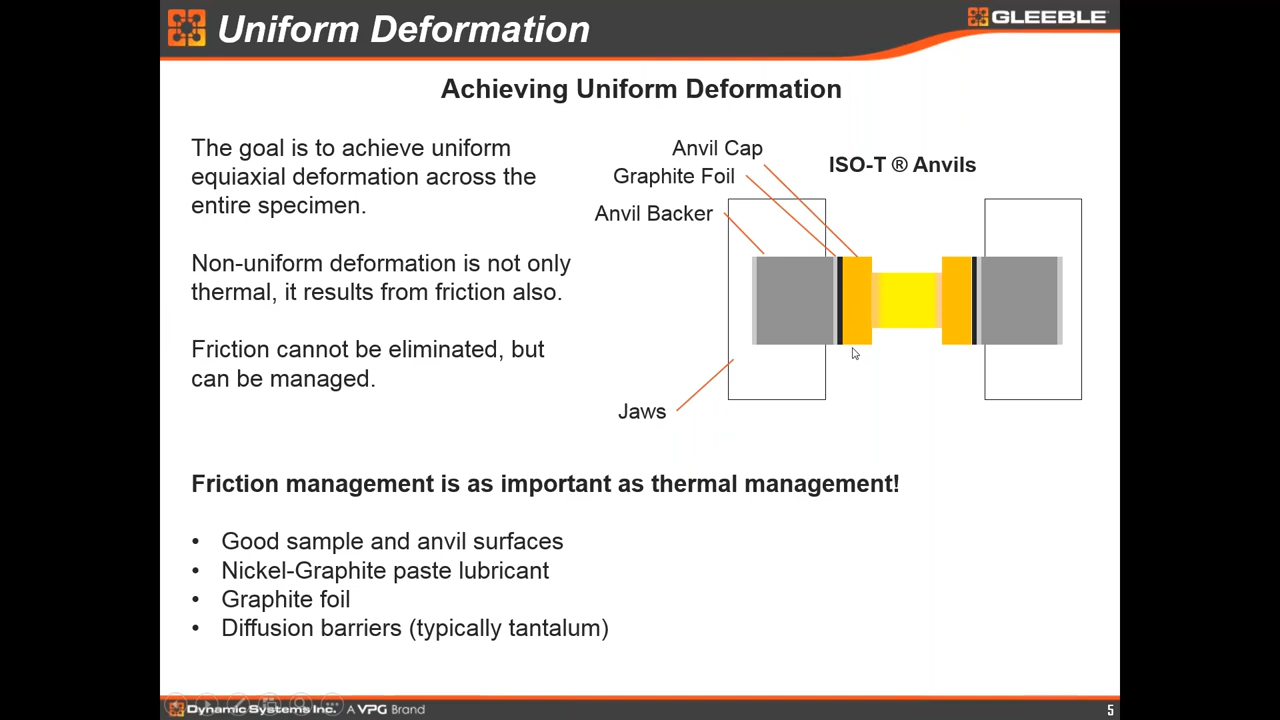 Uniform Deformation
GLEEBLE®
Achieving Uniform Deformation
The goal is to achieve uniform
equiaxial deformation across the
entire specimen.
Non-uniform deformation is not only
thermal, it results from friction also.
Friction cannot be eliminated, but
can be managed.
Anvil Cap
Graphite Foil
Anvil Backer
ISO-T ® Anvils
Jaws
Friction management is as important as thermal management!
• Good sample and anvil surfaces
• Nickel-Graphite paste lubricant
• Graphite foil
• Diffusion barriers (typically tantalum)
Dynamic Systems Inc. A VPG Brand
5